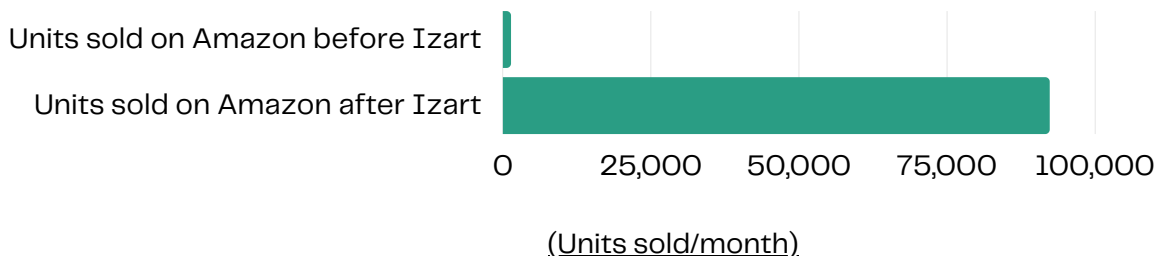 Units sold on Amazon before Izart
Units sold on Amazon after Izart
0 25,000 50,000 75,000 100,000
(Units sold/month)